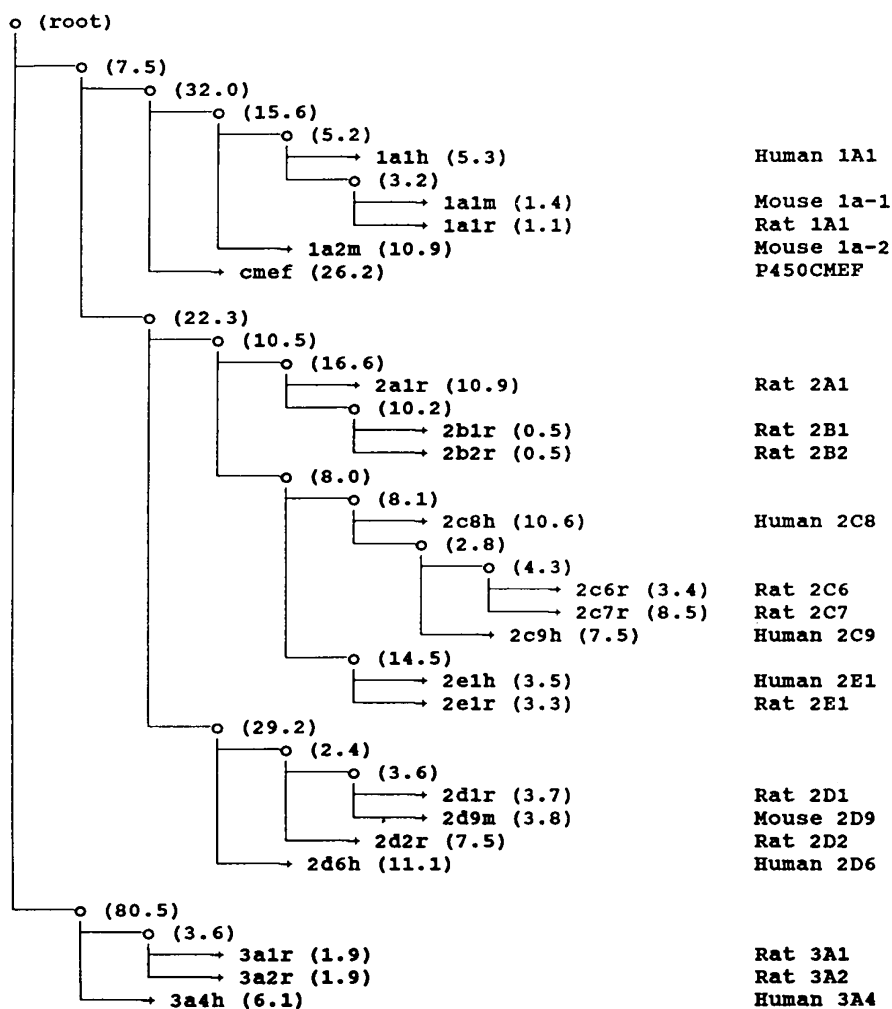 (root)
(7.5)
(32.0)
(15.6)
(5.2)
1a1h (5.3) Human 1A1
(3.2)
1a1m (1.4) Mouse 1a-1
1a1r (1.1) Rat 1A1
1a2m (10.9) Mouse 1a-2
cmef (26.2) P450CMEF
(22.3)
(10.5)
(16.6)
2a1r (10.9) Rat 2A1
(10.2)
2b1r (0.5) Rat 2B1
2b2r (0.5) Rat 2B2
(8.0)
(8.1)
2c8h (10.6) Human 2C8
(2.8)
(4.3)
2c6r (3.4) Rat 2C6
2c7r (8.5) Rat 2C7
2c9h (7.5) Human 2C9
(14.5)
2e1h (3.5) Human 2E1
2e1r (3.3) Rat 2E1
(29.2)
(2.4)
(3.6)
2d1r (3.7) Rat 2D1
2d9m (3.8) Mouse 2D9
2d2r (7.5) Rat 2D2
2d6h (11.1) Human 2D6
(80.5)
(3.6)
3a1r (1.9) Rat 3A1
3a2r (1.9) Rat 3A2
3a4h (6.1) Human 3A4